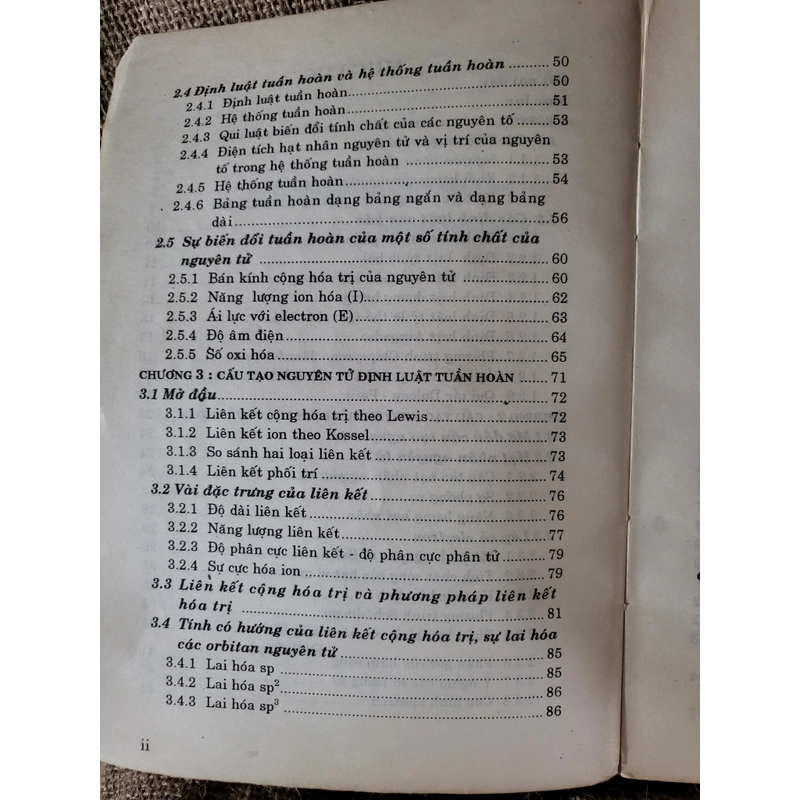 2.4 Định luật tuần hoàn và hệ thống tuần hoàn .......... 50
2.4.1 Định luật tuần hoàn.......... 50
2.4.2 Hệ thống tuần hoàn.......... 51
2.4.3 Qui luật biến đổi tính chất của các nguyên tố .......... 53
2.4.4 Điện tích hạt nhân nguyên tử và vị trí của nguyên
tố trong hệ thống tuần hoàn .......... 53
2.4.5 Hệ thống tuần hoàn.......... 54
2.4.6 Bảng tuần hoàn dạng bảng ngắn và dạng bảng
dài.......... 56
2.5 Sự biến đổi tuần hoàn của một số tính chất của
nguyên tử .......... 60
2.5.1 Bán kính cộng hóa trị của nguyên tử .......... 60
2.5.2 Năng lượng ion hóa (I).......... 62
2.5.3 Ái lực với electron (E).......... 63
2.5.4 Độ âm điện.......... 64
2.5.5 Số oxi hóa.......... 65
CHƯƠNG 3 : CẤU TẠO NGUYÊN TỬ ĐỊNH LUẬT TUẦN HOÀN ...... 71
3.1 Mở đầu.......... 72
3.1.1 Liên kết cộng hóa trị theo Lewis.......... 72
3.1.2 Liên kết ion theo Kossel.......... 73
3.1.3 So sánh hai loại liên kết.......... 73
3.1.4 Liên kết phối trí.......... 74
3.2 Vài đặc trưng của liên kết.......... 76
3.2.1 Độ dài liên kết.......... 76
3.2.2 Năng lượng liên kết.......... 77
3.2.3 Độ phân cực liên kết - độ phân cực phân tử .......... 79
3.2.4 Sự cực hóa ion .......... 79
3.3 Liên kết cộng hóa trị và phương pháp liên kết
hóa trị .......... 81
3.4 Tính có hướng của liên kết cộng hóa trị, sự lai hóa
các orbitan nguyên tử.......... 85
3.4.1 Lai hóa sp .......... 85
3.4.2 Lai hóa sp².......... 86
3.4.3 Lai hóa sp³ .......... 86
ii